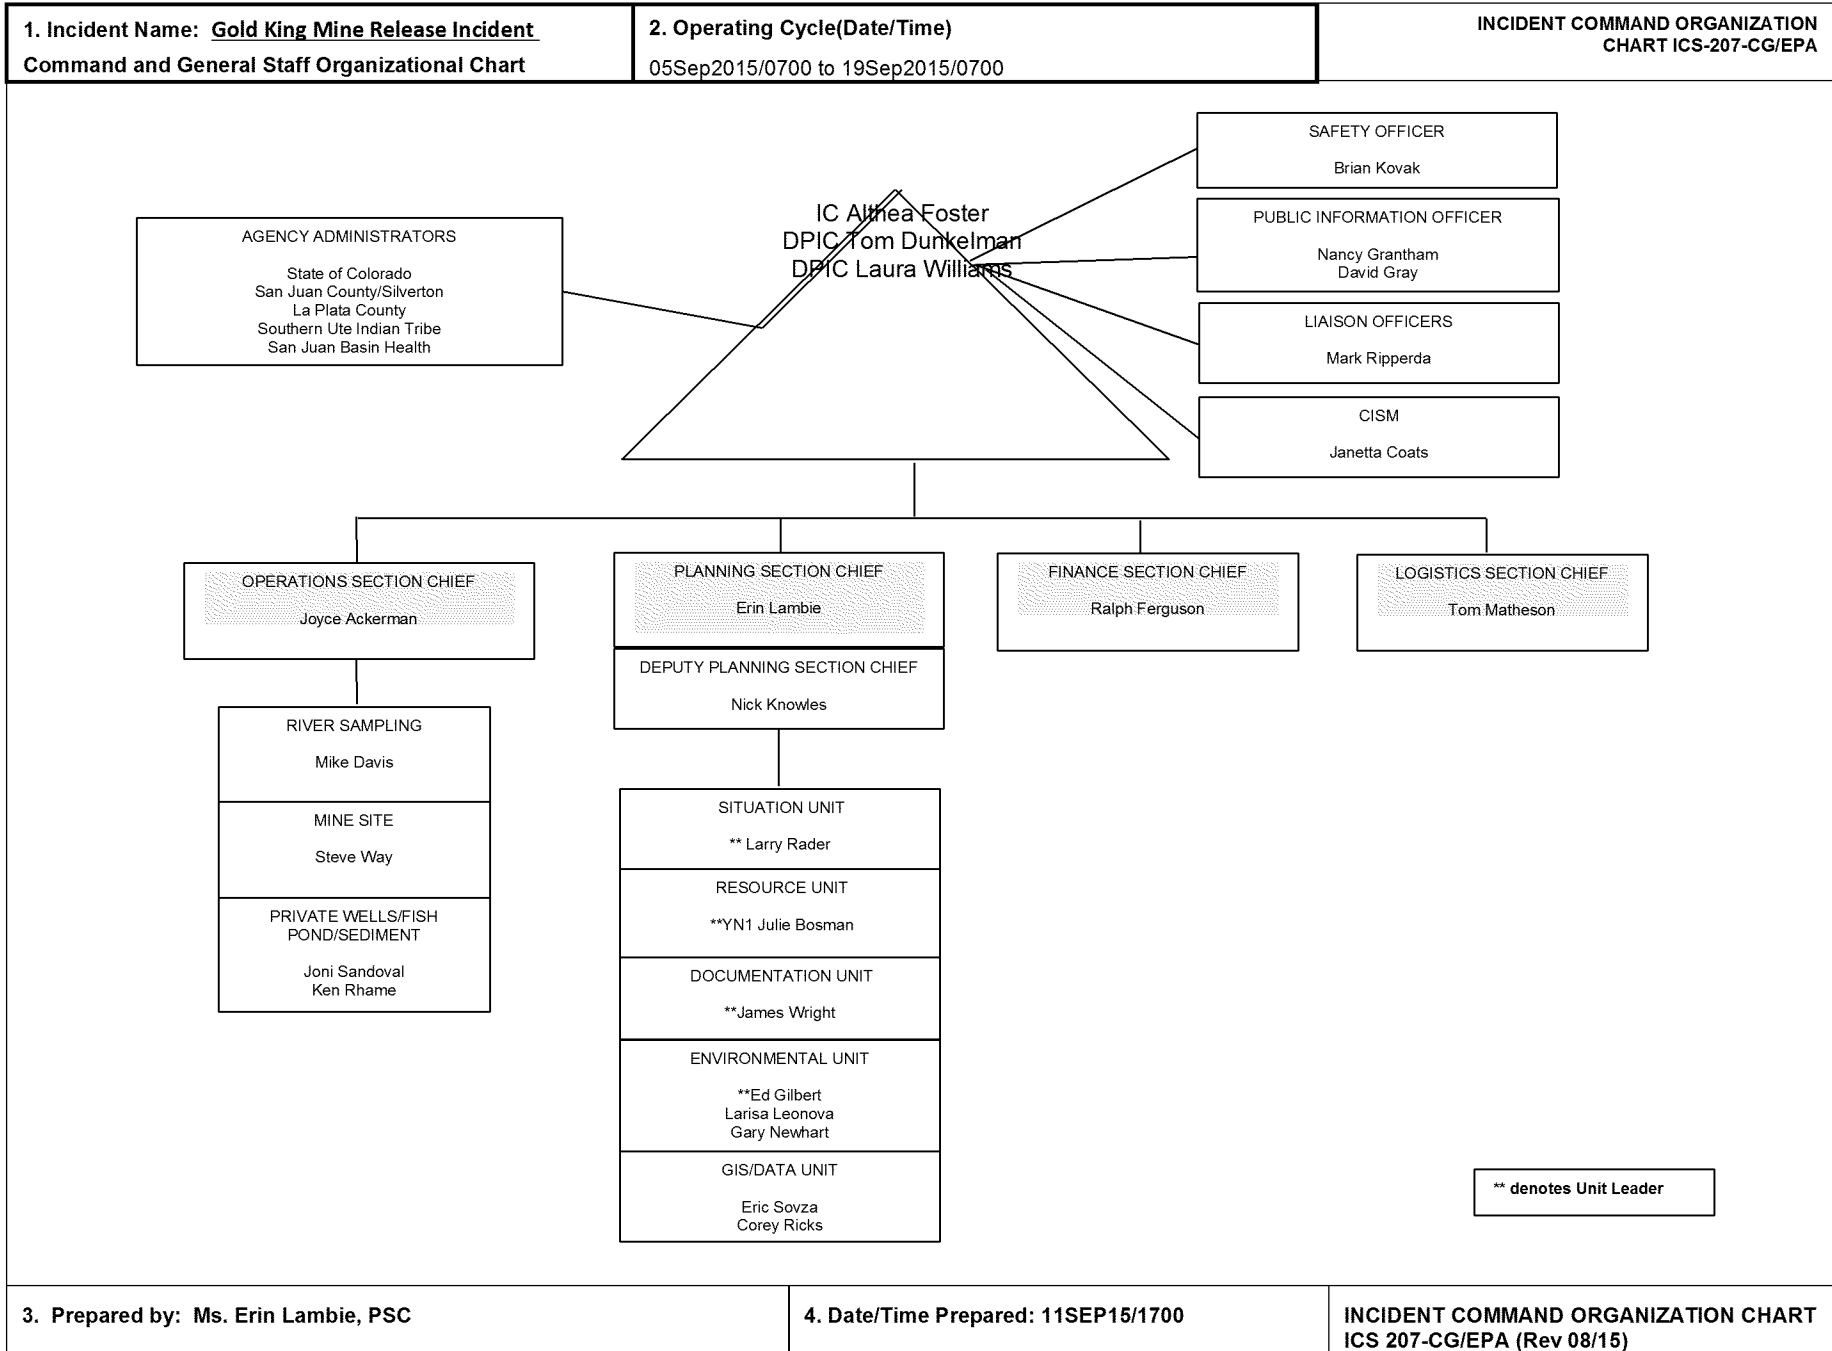 1. Incident Name: Gold King Mine Release Incident
Command and General Staff Organizational Chart
2. Operating Cycle(Date/Time)
05Sep2015/0700 to 19Sep2015/0700
INCIDENT COMMAND ORGANIZATION
CHART ICS-207-CG/EPA
SAFETY OFFICER
Brian Kovak
IC Althea Foster
DPIC Tom Dunkelman
DPIC Laura Williams
PUBLIC INFORMATION OFFICER
Nancy Grantham
David Gray
AGENCY ADMINISTRATORS
State of Colorado
San Juan County/Silverton
La Plata County
Southern Ute Indian Tribe
San Juan Basin Health
LIAISON OFFICERS
Mark Ripperda
CISM
Janetta Coats
OPERATIONS SECTION CHIEF
Joyce Ackerman
PLANNING SECTION CHIEF
Erin Lambie
FINANCE SECTION CHIEF
Ralph Ferguson
LOGISTICS SECTION CHIEF
Tom Matheson
DEPUTY PLANNING SECTION CHIEF
Nick Knowles
RIVER SAMPLING
Mike Davis
MINE SITE
Steve Way
PRIVATE WELLS/FISH
POND/SEDIMENT
Joni Sandoval
Ken Rhame
SITUATION UNIT
** Larry Rader
RESOURCE UNIT
**YN1 Julie Bosman
DOCUMENTATION UNIT
**James Wright
ENVIRONMENTAL UNIT
**Ed Gilbert
Larisa Leonova
Gary Newhart
GIS/DATA UNIT
Eric Sovza
Corey Ricks
** denotes Unit Leader
3. Prepared by: Ms. Erin Lambie, PSC
4. Date/Time Prepared: 11SEP15/1700
INCIDENT COMMAND ORGANIZATION CHART
ICS 207-CG/EPA (Rev 08/15)